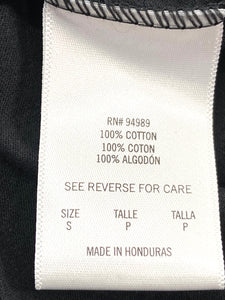 RN# 94989
100% COTTON
100% COTON
100% ALGODÓN
SEE REVERSE FOR CARE
SIZE TALLE TALLA
S P P
MADE IN HONDURAS